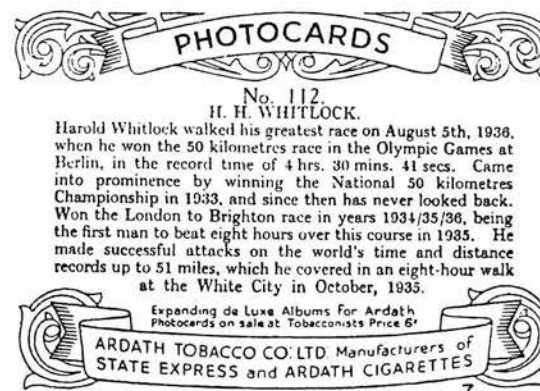 PHOTOCARDS
No. 112.
H. H. WHITLOCK.
Harold Whitlock walked his greatest race on August 5th, 1936,
when he won the 50 kilometres race in the Olympic Games at
Berlin, in the record time of 4 hrs. 30 mins. 41 secs. Came
into prominence by winning the National 50 kilometres
Championship in 1933, and since then has never looked back.
Won the London to Brighton race in years 1934/35/36, being
the first man to beat eight hours over this course in 1935. He
made successful attacks on the world's time and distance
records up to 51 miles, which he covered in an eight-hour walk
at the White City in October, 1935.
Expanding de Luxe Albums for Ardath
Photocards on sale at Tobacconists Price 6ᵈ
ARDATH TOBACCO CO: LTD. Manufacturers of
STATE EXPRESS and ARDATH CIGARETTES